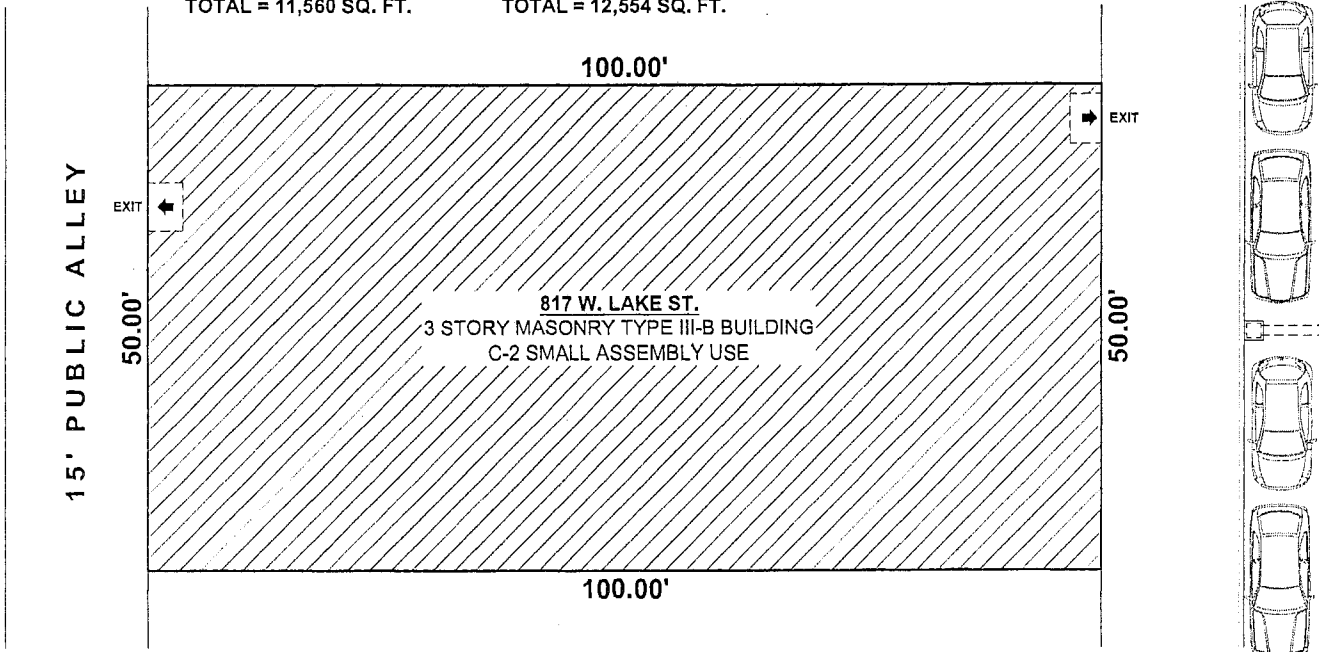 TOTAL = 11,560 SQ. FT.
TOTAL = 12,554 SQ. FT.
100.00'
EXIT
EXIT
15' PUBLIC ALLEY
50.00'
817 W. LAKE ST.
3 STORY MASONRY TYPE III-B BUILDING
C-2 SMALL ASSEMBLY USE
50.00'
100.00'